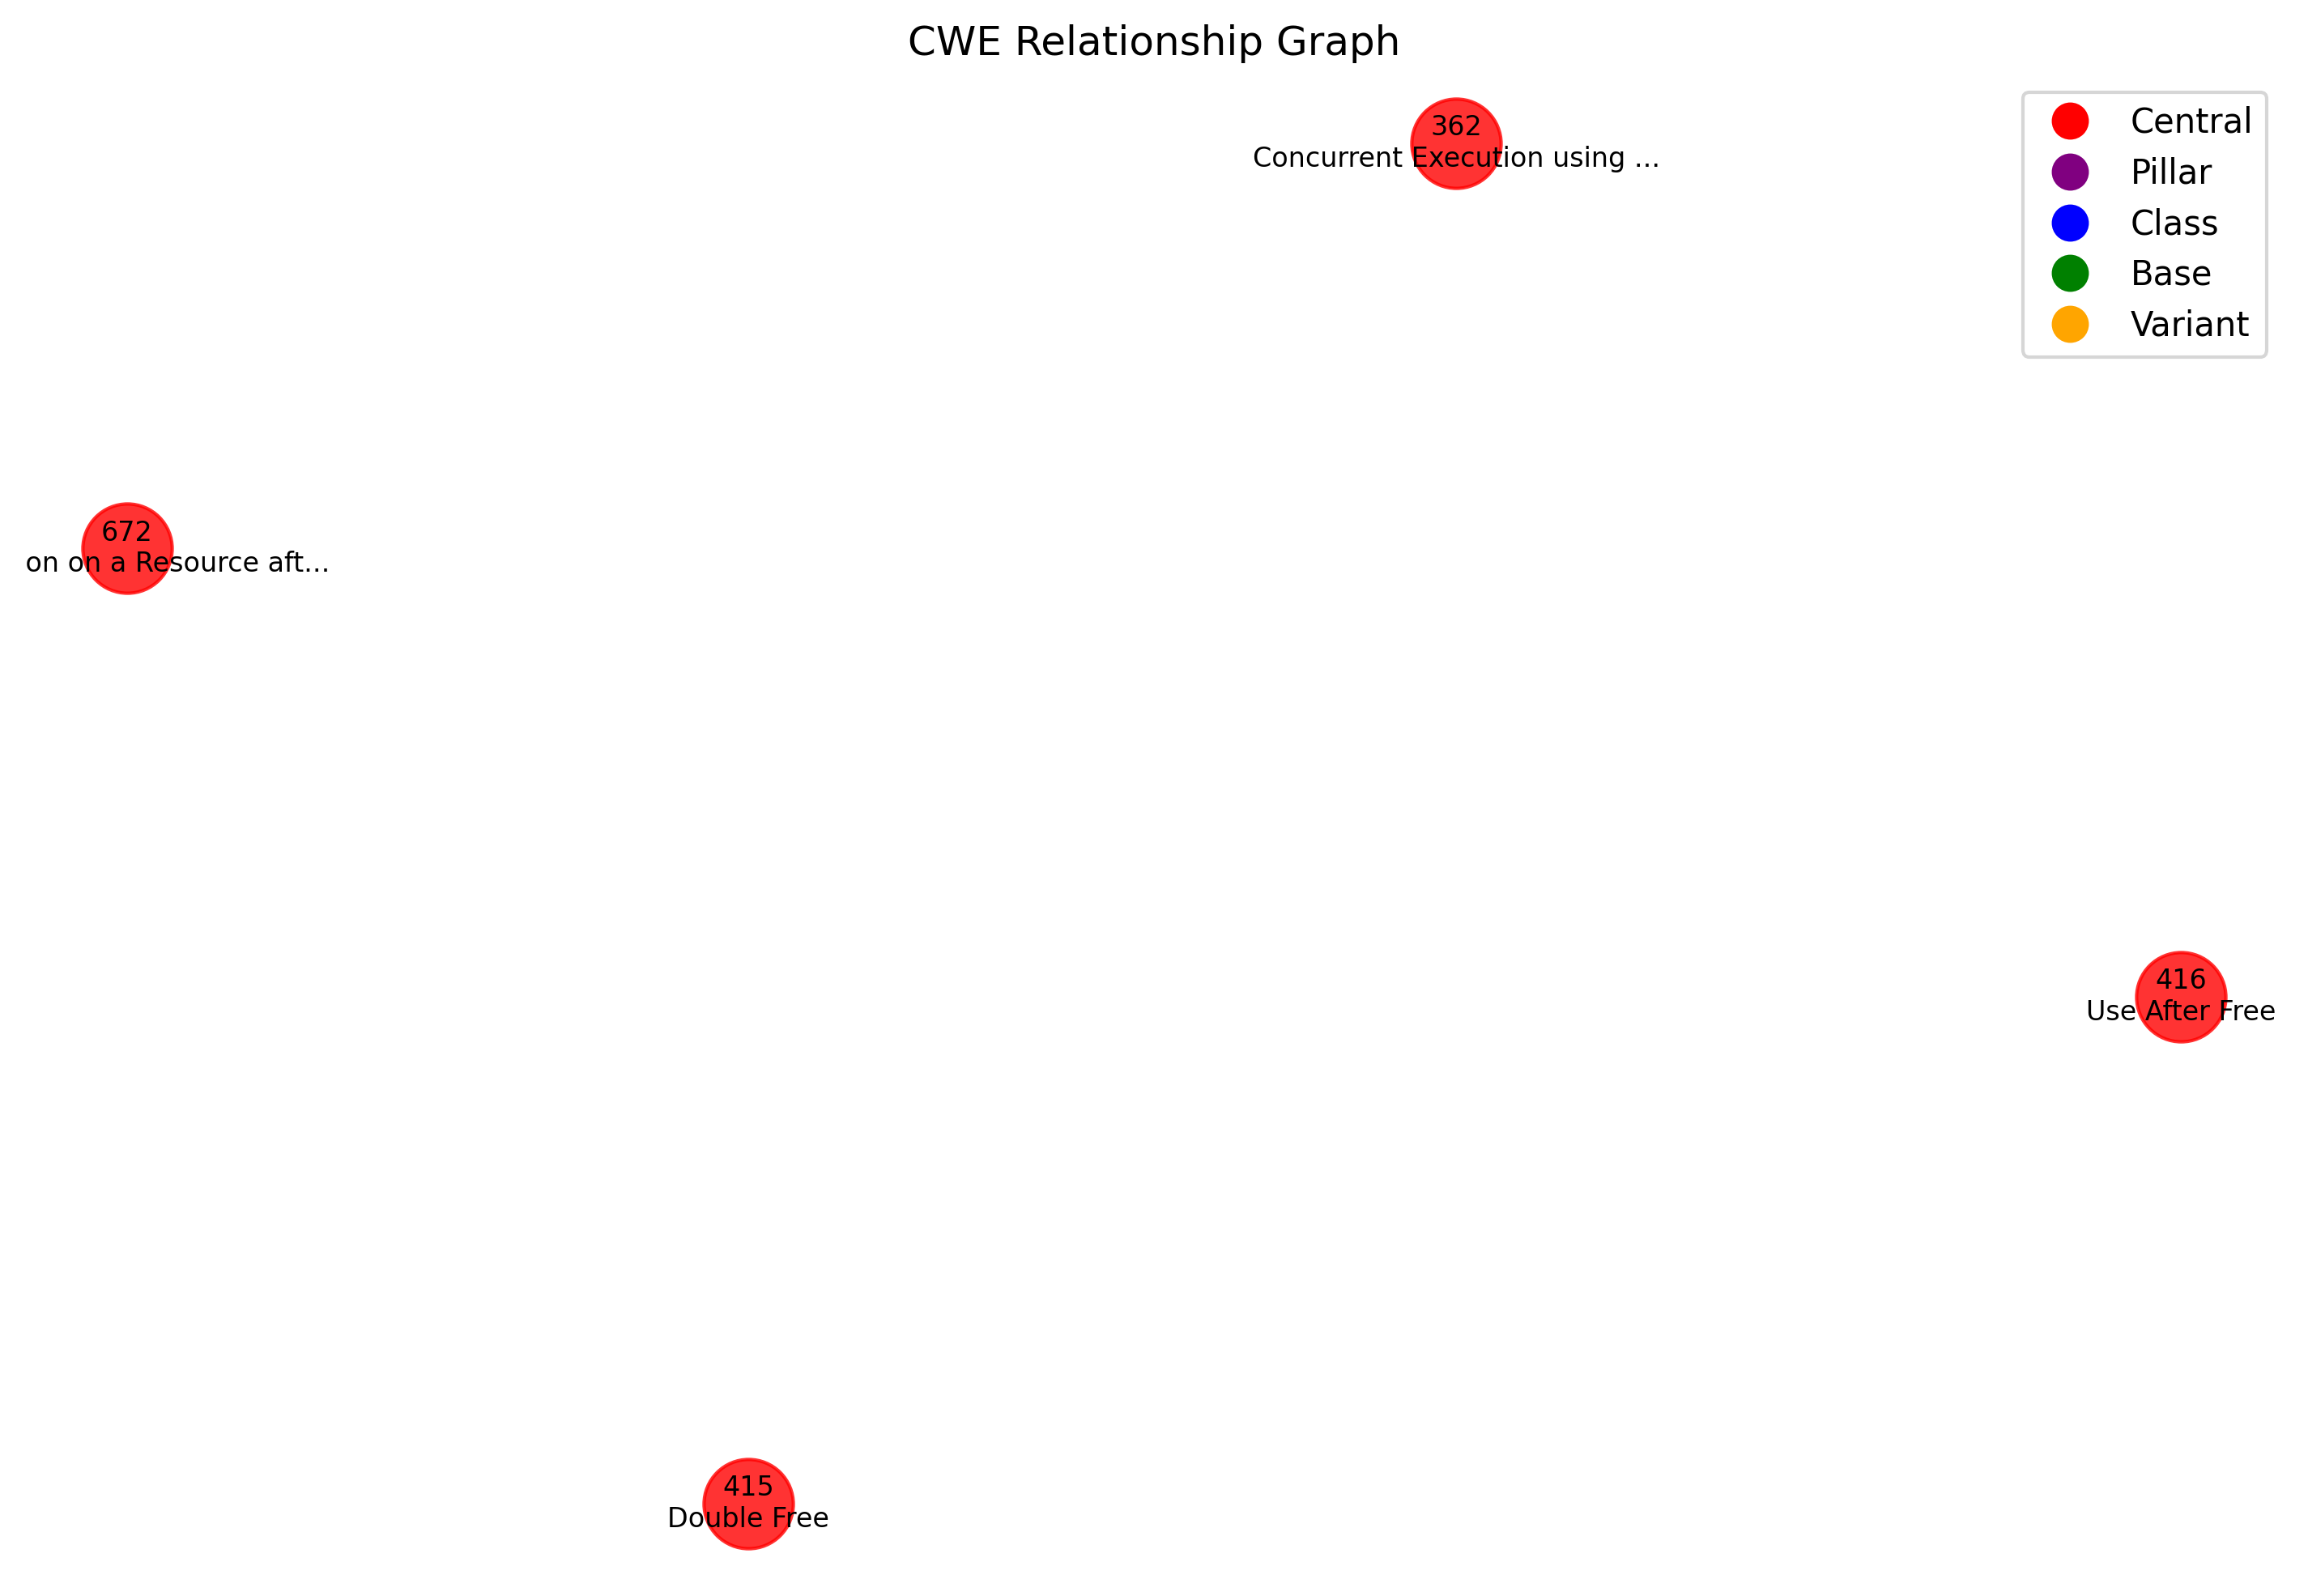 CWE Relationship Graph
Central
Pillar
Class
Base
Variant
362
Concurrent Execution using ...
672
on on a Resource aft...
416
Use After Free
415
Double Free